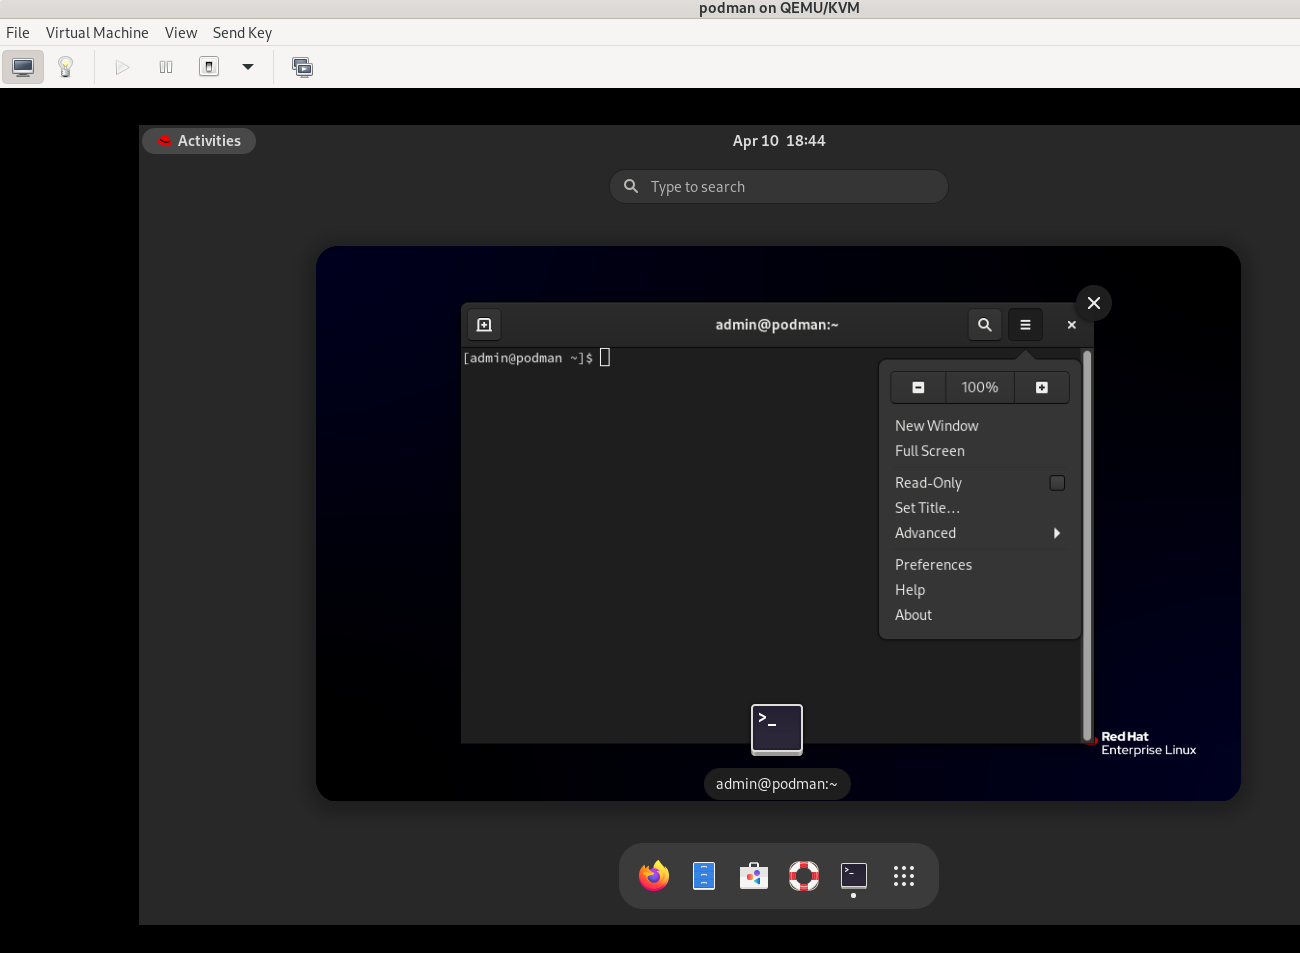 podman on QEMU/KVM
File Virtual Machine View Send Key
Activities
Apr 10 18:44
Type to search
admin@podman:~
[admin@podman ~]$
100%
New Window
Full Screen
Read-Only
Set Title...
Advanced
Preferences
Help
About
>_
Red Hat
Enterprise Linux
admin@podman:~
>_